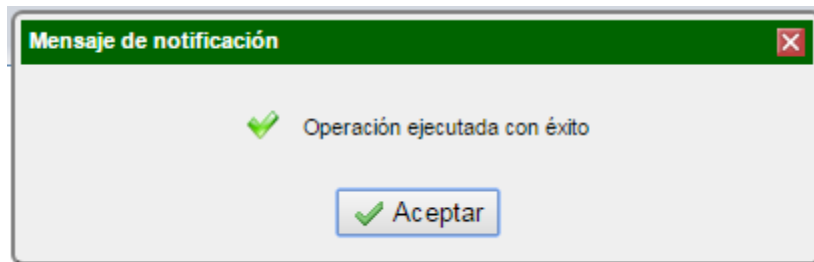 Mensaje de notificación
Operación ejecutada con éxito
Aceptar